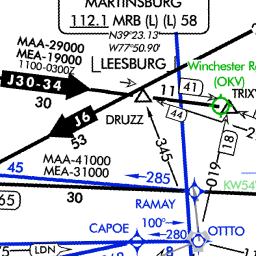 MARTINSBURG
112.1 MRB (L) (L) 58
N39°23.13'
W77°50.90'
MAA-29000
MEA-19000
1100-0300Z
LEESBURG
J30-34
30
Winchester R
(OKV)
11
41
TRIX
44
DRUZZ
J6
53
18
345
019
MAA-41000
MEA-31000
45
285
KW54
65
30
RAMAY
100°
CAPOE
280
OTTTO
LDN
8